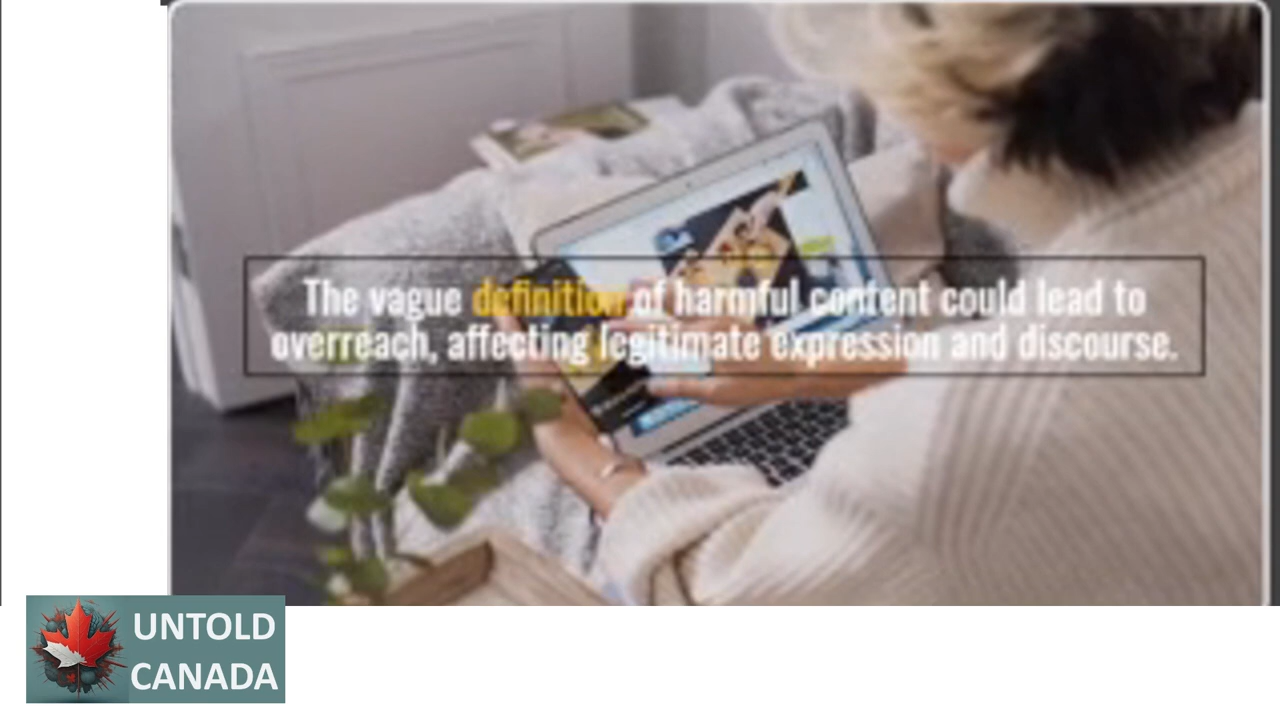 The vague definition of harmful content could lead to
overreach, affecting legitimate expression and discourse.
UNTOLD
CANADA